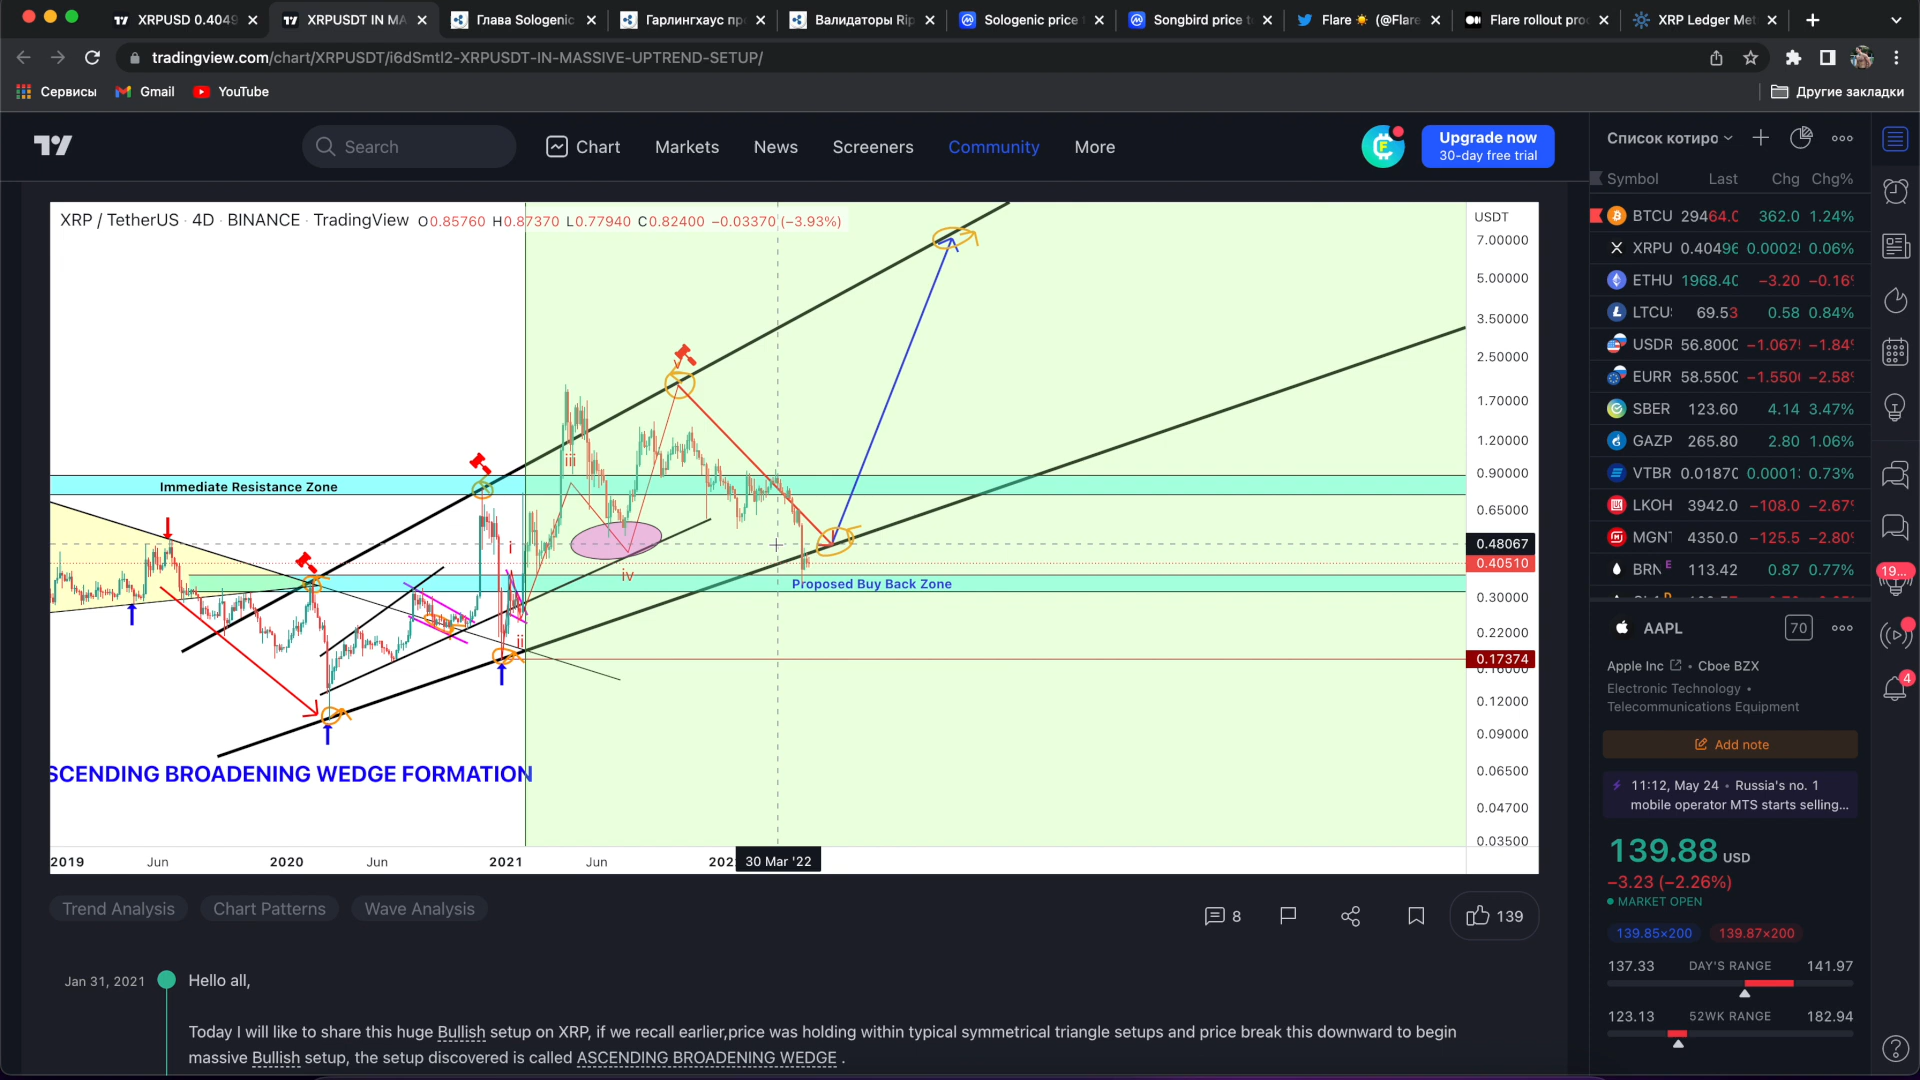 XRPUSD 0.4049
XRPUSDT IN MA
Глава Sologenic
Гарлингхаус пр
Валидаторы Rip
Sologenic price t
Songbird price to
Flare ☀ (@Flare
Flare rollout pro
XRP Ledger Met
tradingview.com/chart/XRPUSDT/i6dSmtl2-XRPUSDT-IN-MASSIVE-UPTREND-SETUP/
Сервисы Gmail YouTube Другие закладки
Search Chart Markets News Screeners Community More
Upgrade now
30-day free trial
XRP / TetherUS · 4D · BINANCE · TradingView O0.85760 H0.87370 L0.77940 C0.82400 −0.03370 (−3.93%)
USDT
7.00000
5.00000
3.50000
2.50000
1.70000
1.20000
0.90000
0.65000
0.48067
0.40510
0.30000
0.22000
0.17374
0.16000
0.12000
0.09000
0.06500
0.04700
0.03500
Immediate Resistance Zone
Proposed Buy Back Zone
i
ii
iii
iv
v
SCENDING BROADENING WEDGE FORMATION
2019 Jun 2020 Jun 2021 Jun 202 30 Mar '22
Trend Analysis Chart Patterns Wave Analysis
8 139
Jan 31, 2021 Hello all,
Today I will like to share this huge Bullish setup on XRP, if we recall earlier,price was holding within typical symmetrical triangle setups and price break this downward to begin
massive Bullish setup, the setup discovered is called ASCENDING BROADENING WEDGE .
Список котиро
Symbol Last Chg Chg%
BTCU 29464.0 362.0 1.24%
XRPU 0.40496 0.0002 0.06%
ETHU 1968.40 −3.20 −0.16
LTCU 69.53 0.58 0.84%
USDR 56.8000 −1.067 −1.84
EURR 58.5500 −1.550 −2.58
SBER 123.60 4.14 3.47%
GAZP 265.80 2.80 1.06%
VTBR 0.01870 0.0001 0.73%
LKOH 3942.0 −108.0 −2.67
MGNT 4350.0 −125.5 −2.80
BRN E 113.42 0.87 0.77%
19...
4
AAPL 70
Apple Inc • Cboe BZX
Electronic Technology •
Telecommunications Equipment
Add note
11:12, May 24 • Russia's no. 1
mobile operator MTS starts selling...
139.88 USD
−3.23 (−2.26%)
MARKET OPEN
139.85×200 139.87×200
137.33 DAY'S RANGE 141.97
123.13 52WK RANGE 182.94